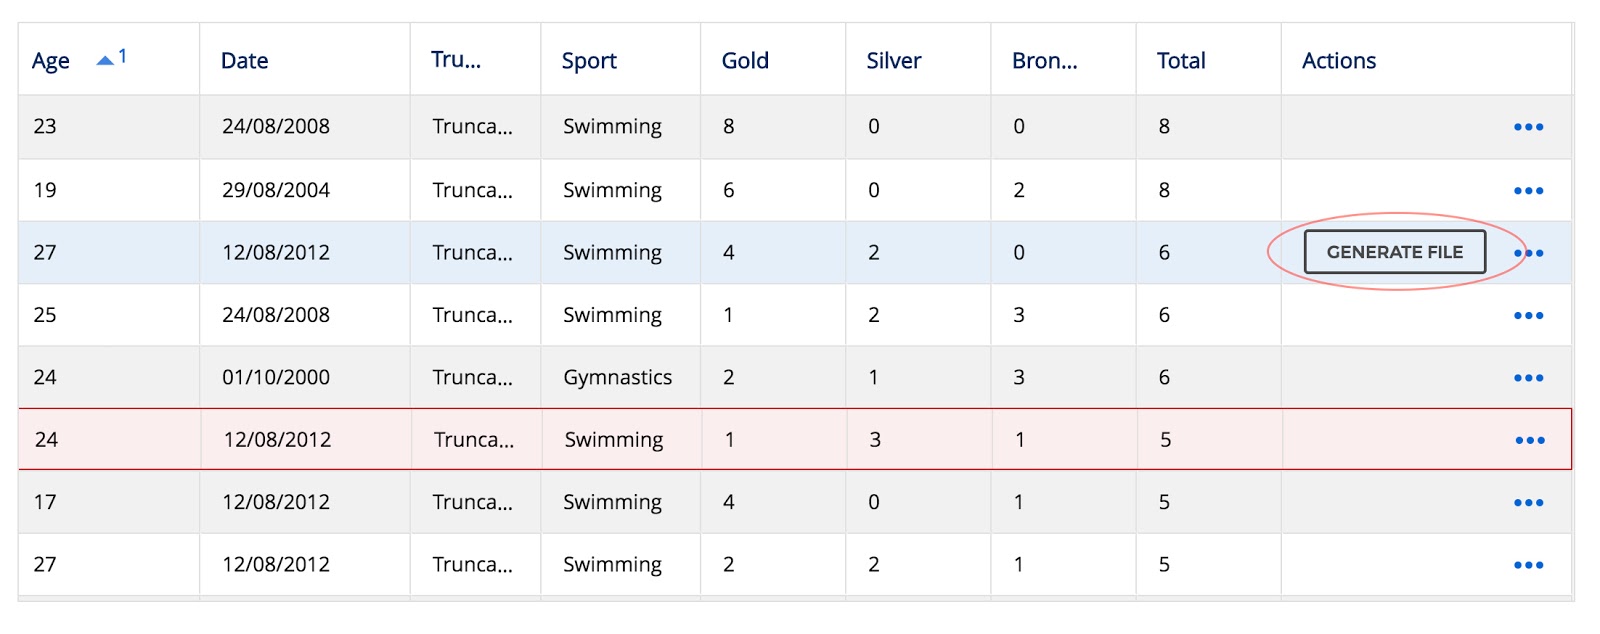 Age 1 Date Tru... Sport Gold Silver Bron... Total Actions
23 24/08/2008 Trunca... Swimming 8 0 0 8
19 29/08/2004 Trunca... Swimming 6 0 2 8
27 12/08/2012 Trunca... Swimming 4 2 0 6 GENERATE FILE
25 24/08/2008 Trunca... Swimming 1 2 3 6
24 01/10/2000 Trunca... Gymnastics 2 1 3 6
24 12/08/2012 Trunca... Swimming 1 3 1 5
17 12/08/2012 Trunca... Swimming 4 0 1 5
27 12/08/2012 Trunca... Swimming 2 2 1 5